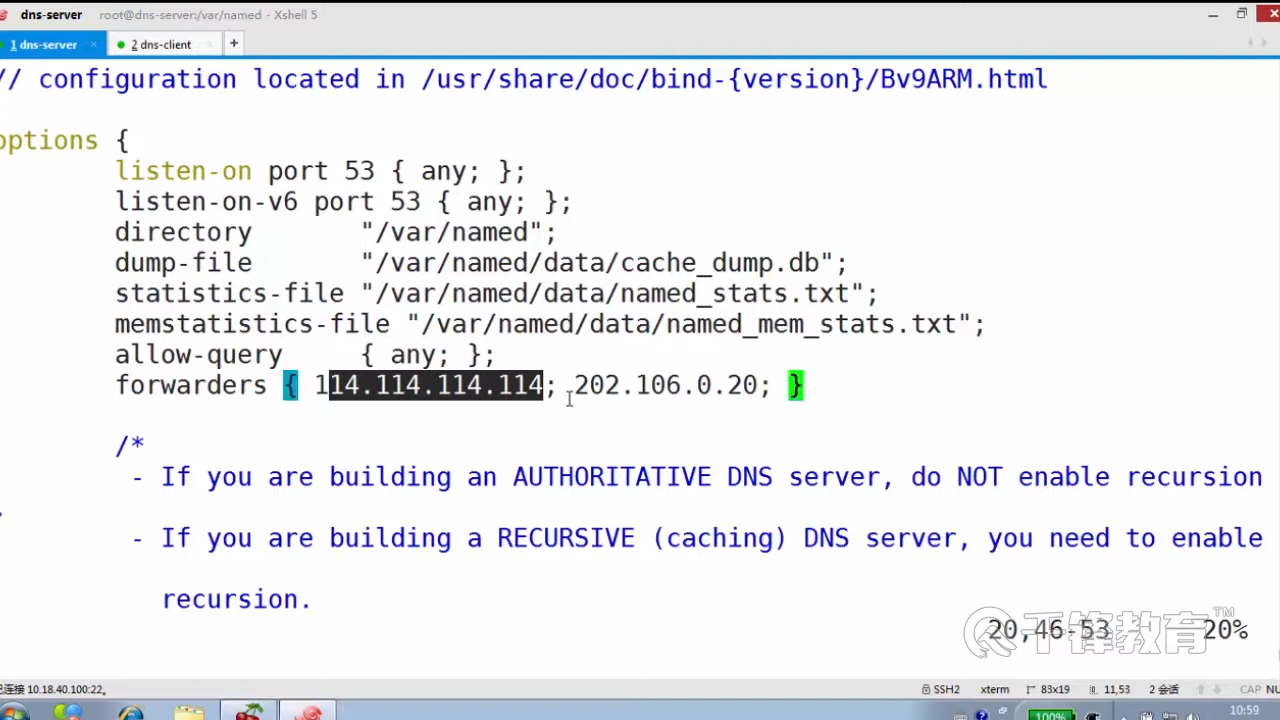 dns-server root@dns-server:/var/named - Xshell 5
1 dns-server × 2 dns-client × +
// configuration located in /usr/share/doc/bind-{version}/Bv9ARM.html
options {
listen-on port 53 { any; };
listen-on-v6 port 53 { any; };
directory "/var/named";
dump-file "/var/named/data/cache_dump.db";
statistics-file "/var/named/data/named_stats.txt";
memstatistics-file "/var/named/data/named_mem_stats.txt";
allow-query { any; };
forwarders { 114.114.114.114; 202.106.0.20; }
/*
- If you are building an AUTHORITATIVE DNS server, do NOT enable recursion
.
- If you are building a RECURSIVE (caching) DNS server, you need to enable
recursion.
千锋教育 TM
20,46-53 20%
已连接 10.18.40.100:22。 SSH2 xterm 83x19 11,53 2 会话 CAP NU
100% 10:59